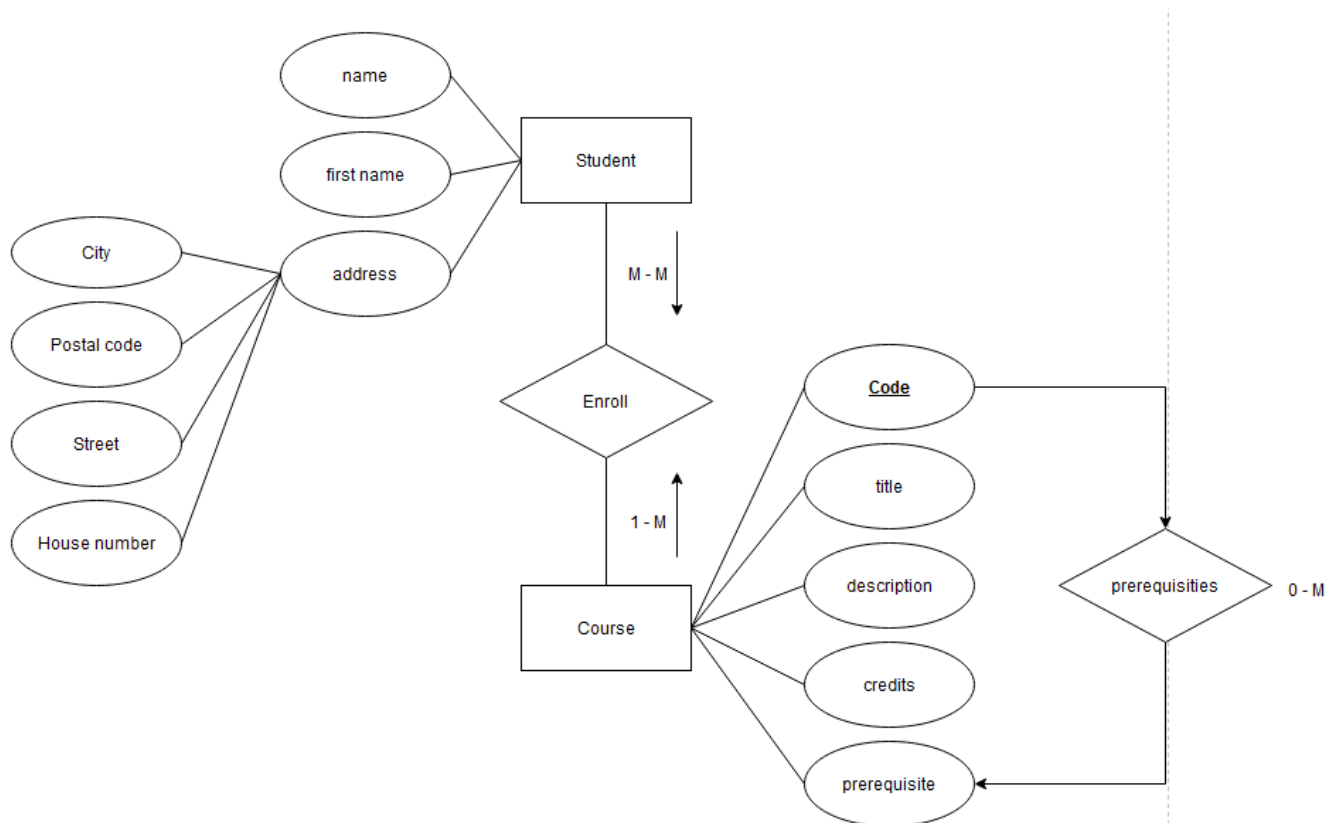 name
Student
first name
City
address
M - M
Postal code
Code
Enroll
Street
title
1 - M
House number
description
prerequisities
0 - M
Course
credits
prerequisite